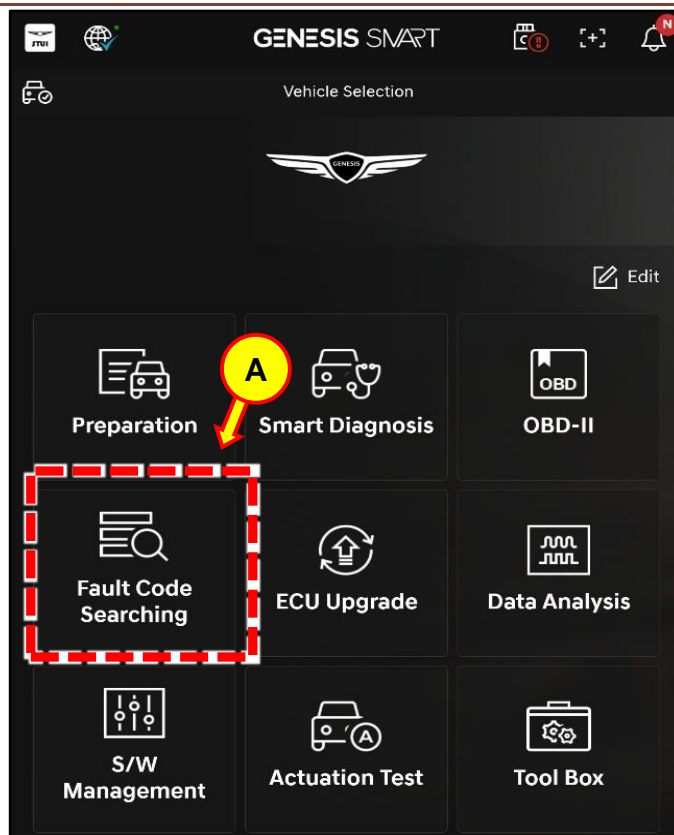 STUI
GENESIS SMART
N
Vehicle Selection
GENESIS
Edit
A
Preparation
Smart Diagnosis
OBD
OBD-II
Fault Code
Searching
ECU Upgrade
Data Analysis
S/W
Management
A
Actuation Test
Tool Box